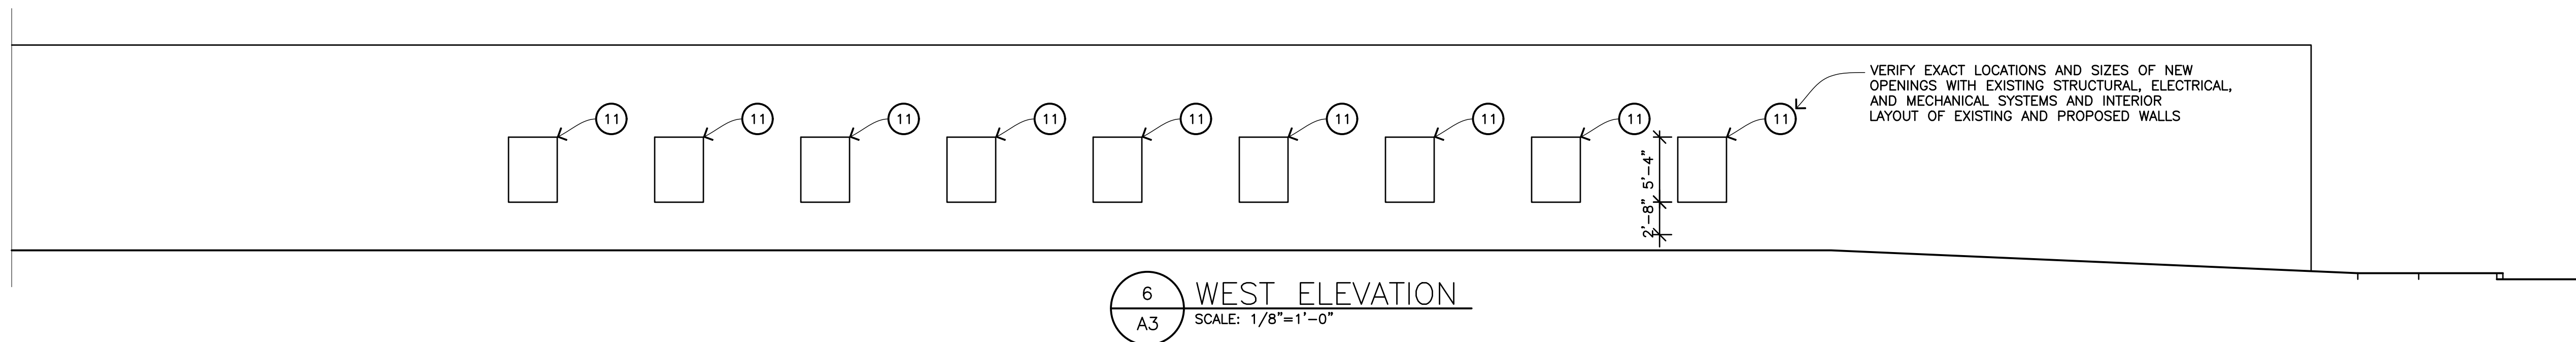 VERIFY EXACT LOCATIONS AND SIZES OF NEW
OPENINGS WITH EXISTING STRUCTURAL, ELECTRICAL,
AND MECHANICAL SYSTEMS AND INTERIOR
LAYOUT OF EXISTING AND PROPOSED WALLS
11
11
11
11
11
11
11
11
11
5'-4"
2'-8"
6
A3
WEST ELEVATION
SCALE: 1/8"=1'-0"